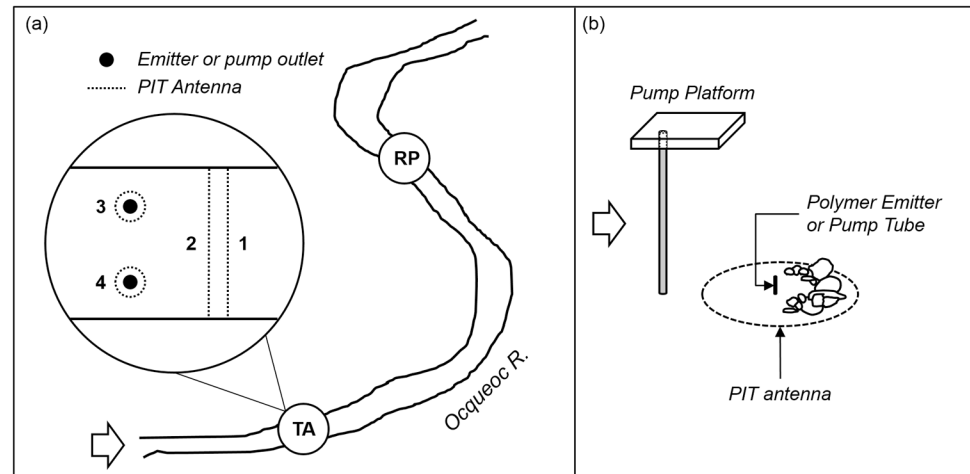 (a)
Emitter or pump outlet
PIT Antenna
RP
3
2
1
4
TA
Ocqueoc R.
(b)
Pump Platform
Polymer Emitter
or Pump Tube
PIT antenna